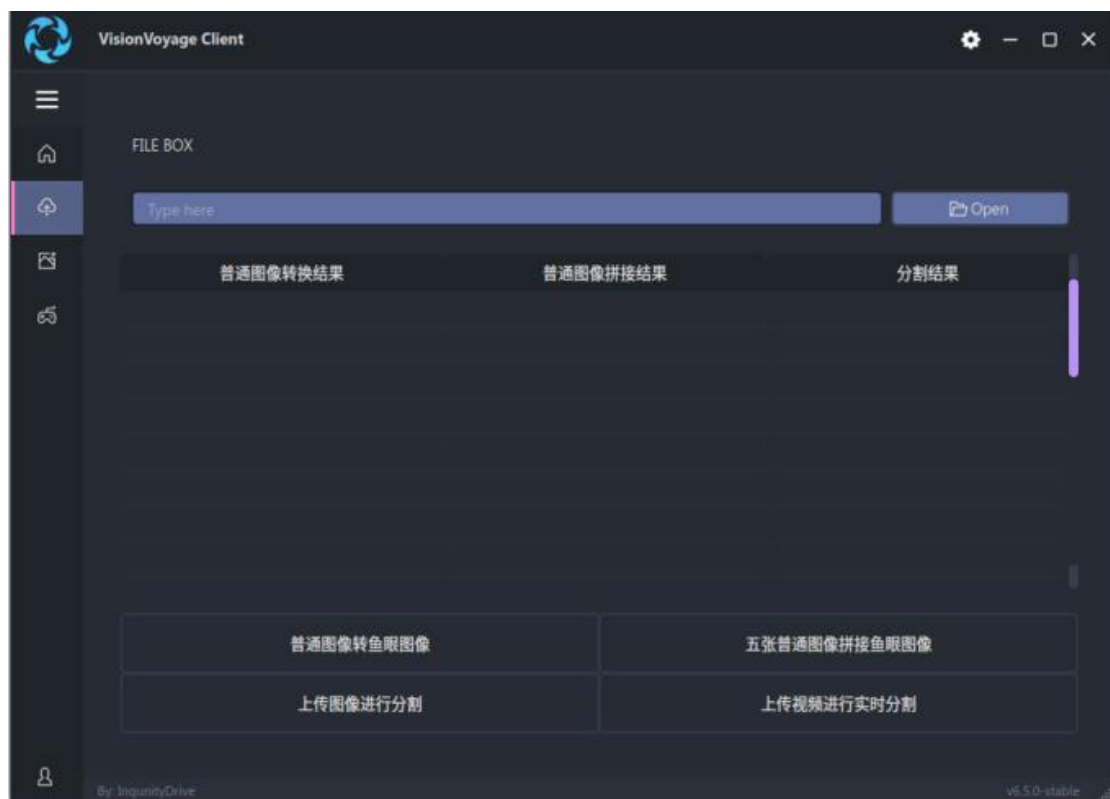 VisionVoyage Client
FILE BOX
Type here
Open
普通图像转换结果 普通图像拼接结果 分割结果
普通图像转鱼眼图像 五张普通图像拼接鱼眼图像
上传图像进行分割 上传视频进行实时分割
By: InqunityDrive v6.5.0-stable